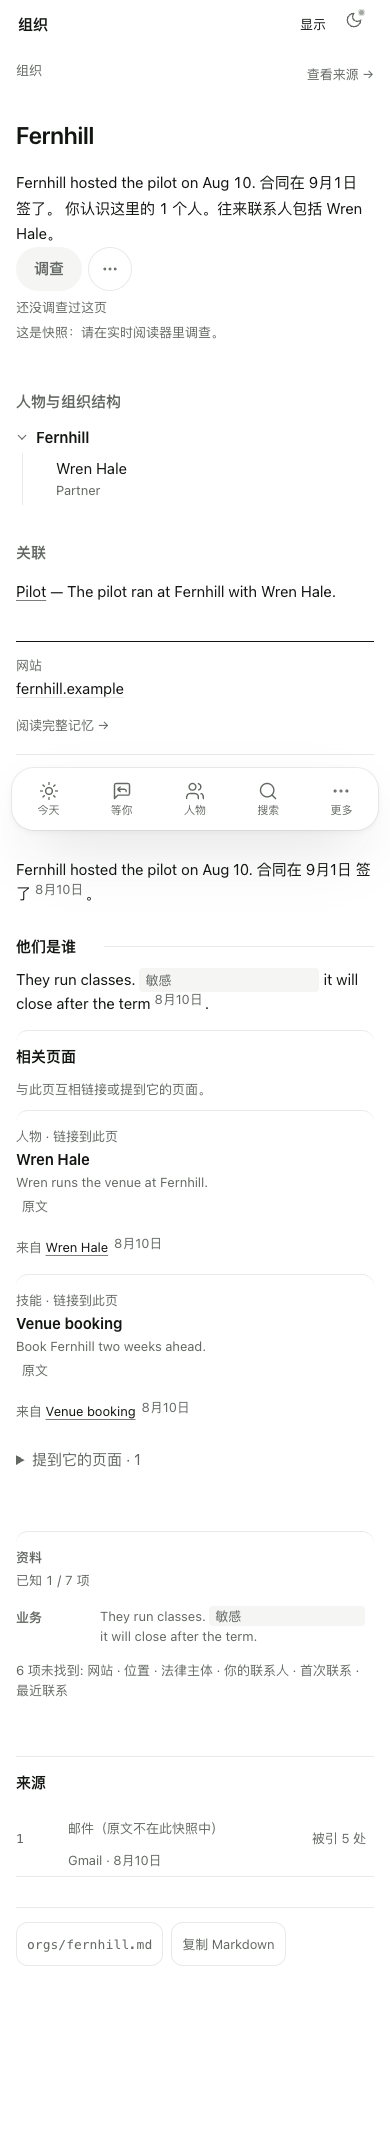 组织
显示
组织
查看来源 →
Fernhill
Fernhill hosted the pilot on Aug 10. 合同在 9月1日
签了。 你认识这里的 1 个人。往来联系人包括 Wren
Hale。
调查
···
还没调查过这页
这是快照：请在实时阅读器里调查。
人物与组织结构
Fernhill
Wren Hale
Partner
关联
Pilot — The pilot ran at Fernhill with Wren Hale.
网站
fernhill.example
阅读完整记忆 →
今天
等你
人物
搜索
更多
Fernhill hosted the pilot on Aug 10. 合同在 9月1日 签
了 8月10日 。
他们是谁
They run classes. 敏感 it will
close after the term 8月10日 .
相关页面
与此页互相链接或提到它的页面。
人物 · 链接到此页
Wren Hale
Wren runs the venue at Fernhill.
原文
来自 Wren Hale 8月10日
技能 · 链接到此页
Venue booking
Book Fernhill two weeks ahead.
原文
来自 Venue booking 8月10日
▶ 提到它的页面 · 1
资料
已知 1 / 7 项
业务
They run classes. 敏感
it will close after the term.
6 项未找到: 网站 · 位置 · 法律主体 · 你的联系人 · 首次联系 ·
最近联系
来源
1
邮件（原文不在此快照中）
被引 5 处
Gmail · 8月10日
orgs/fernhill.md
复制 Markdown